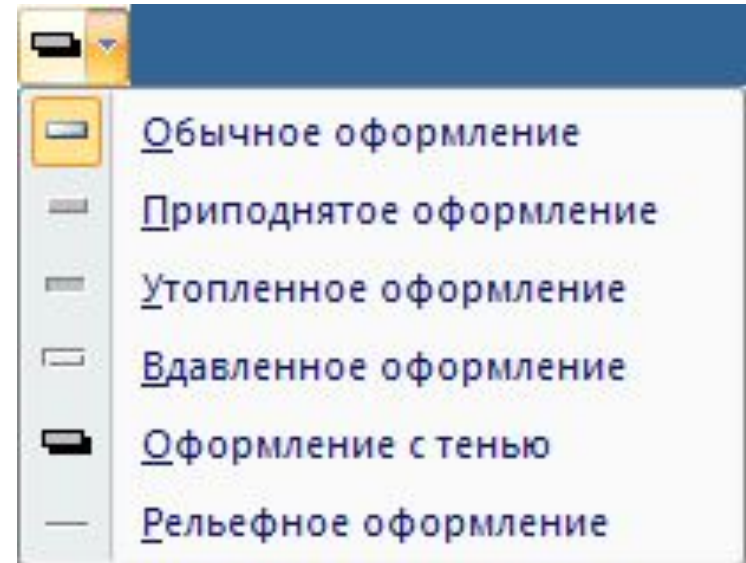 Обычное оформление
Приподнятое оформление
Утопленное оформление
Вдавленное оформление
Оформление с тенью
Рельефное оформление